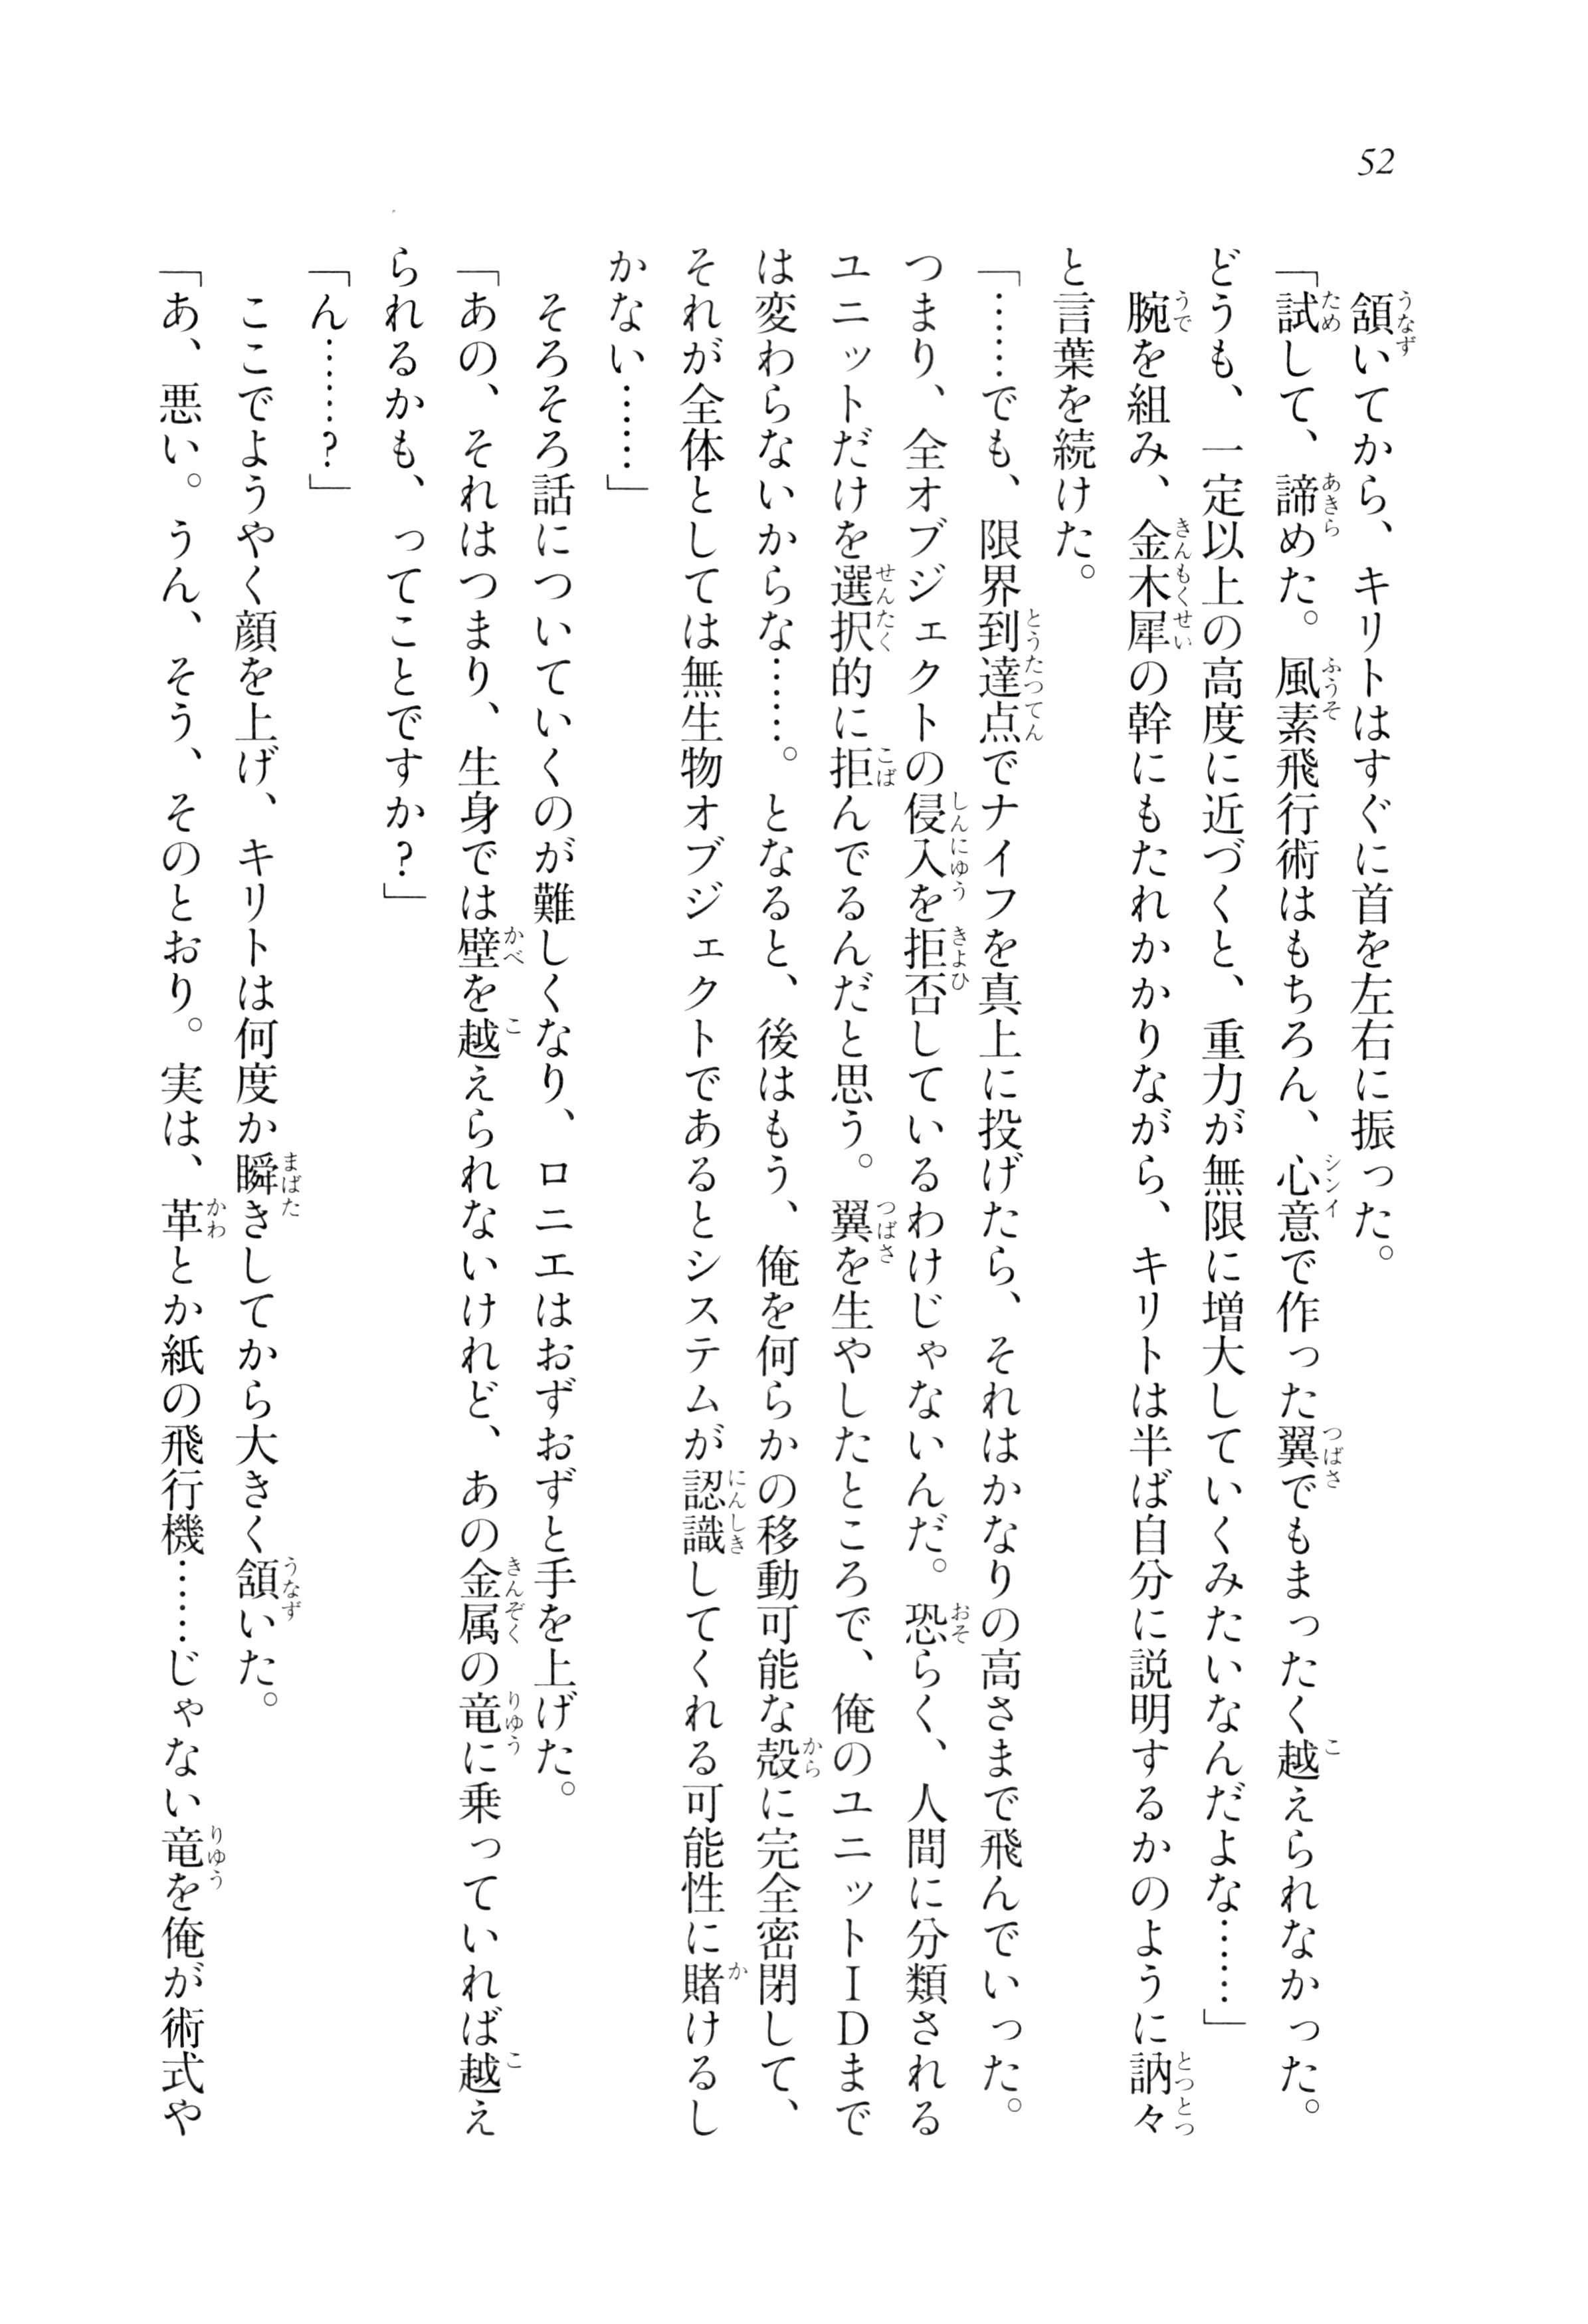 52
頷いてから、キリトはすぐに首を左右に振った。
「試して、諦めた。風素飛行術はもちろん、心意で作った翼でもまったく越えられなかった。
どうも、一定以上の高度に近づくと、重力が無限に増大していくみたいなんだよな……」
腕を組み、金木犀の幹にもたれかかりながら、キリトは半ば自分に説明するかのように訥々
と言葉を続けた。
「……でも、限界到達点でナイフを真上に投げたら、それはかなりの高さまで飛んでいった。
つまり、全オブジェクトの侵入を拒否しているわけじゃないんだ。恐らく、人間に分類される
ユニットだけを選択的に拒んでるんだと思う。翼を生やしたところで、俺のユニットIDまで
は変わらないからな……。となると、後はもう、俺を何らかの移動可能な殻に完全密閉して、
それが全体としては無生物オブジェクトであるとシステムが認識してくれる可能性に賭けるし
かない……」
そろそろ話についていくのが難しくなり、ロニエはおずおずと手を上げた。
「あの、それはつまり、生身では壁を越えられないけれど、あの金属の竜に乗っていれば越え
られるかも、ってことですか?」
「ん……?」
ここでようやく顔を上げ、キリトは何度か瞬きしてから大きく頷いた。
「あ、悪い。うん、そう、そのとおり。実は、革とか紙の飛行機……じゃない竜を俺が術式や